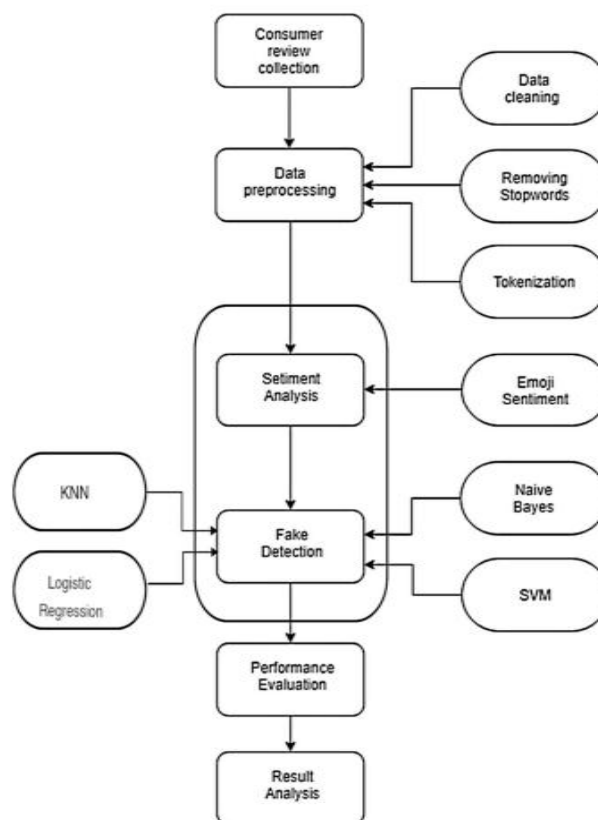 Consumer
review
collection
Data
cleaning
Data
preprocessing
Removing
Stopwords
Tokenization
Setiment
Analysis
Emoji
Sentiment
KNN
Naive
Bayes
Fake
Detection
Logistic
Regression
SVM
Performance
Evaluation
Result
Analysis